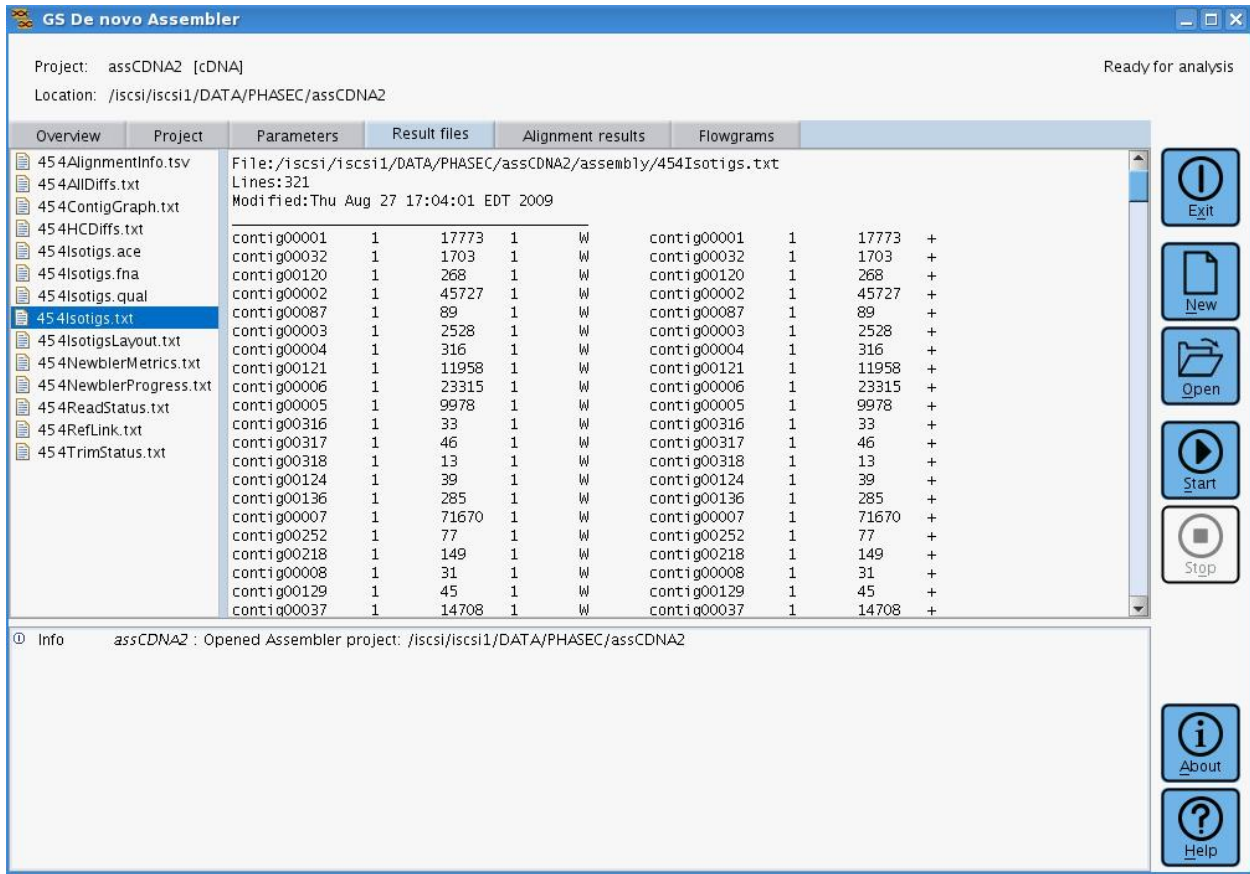 GS De novo Assembler
Project: assCDNA2 [cDNA]
Ready for analysis
Location: /iscsi/iscsi1/DATA/PHASEC/assCDNA2
Overview Project Parameters Result files Alignment results Flowgrams
454AlignmentInfo.tsv
454AllDiffs.txt
454ContigGraph.txt
454HCDiffs.txt
454Isotigs.ace
454Isotigs.fna
454Isotigs.qual
454Isotigs.txt
454IsotigsLayout.txt
454NewblerMetrics.txt
454NewblerProgress.txt
454ReadStatus.txt
454RefLink.txt
454TrimStatus.txt
File:/iscsi/iscsi1/DATA/PHASEC/assCDNA2/assembly/454Isotigs.txt
Lines:321
Modified:Thu Aug 27 17:04:01 EDT 2009
contig00001 1 17773 1 W contig00001 1 17773 +
contig00032 1 1703 1 W contig00032 1 1703 +
contig00120 1 268 1 W contig00120 1 268 +
contig00002 1 45727 1 W contig00002 1 45727 +
contig00087 1 89 1 W contig00087 1 89 +
contig00003 1 2528 1 W contig00003 1 2528 +
contig00004 1 316 1 W contig00004 1 316 +
contig00121 1 11958 1 W contig00121 1 11958 +
contig00006 1 23315 1 W contig00006 1 23315 +
contig00005 1 9978 1 W contig00005 1 9978 +
contig00316 1 33 1 W contig00316 1 33 +
contig00317 1 46 1 W contig00317 1 46 +
contig00318 1 13 1 W contig00318 1 13 +
contig00124 1 39 1 W contig00124 1 39 +
contig00136 1 285 1 W contig00136 1 285 +
contig00007 1 71670 1 W contig00007 1 71670 +
contig00252 1 77 1 W contig00252 1 77 +
contig00218 1 149 1 W contig00218 1 149 +
contig00008 1 31 1 W contig00008 1 31 +
contig00129 1 45 1 W contig00129 1 45 +
contig00037 1 14708 1 W contig00037 1 14708 +
Exit
New
Open
Start
Stop
Info assCDNA2 : Opened Assembler project: /iscsi/iscsi1/DATA/PHASEC/assCDNA2
About
Help